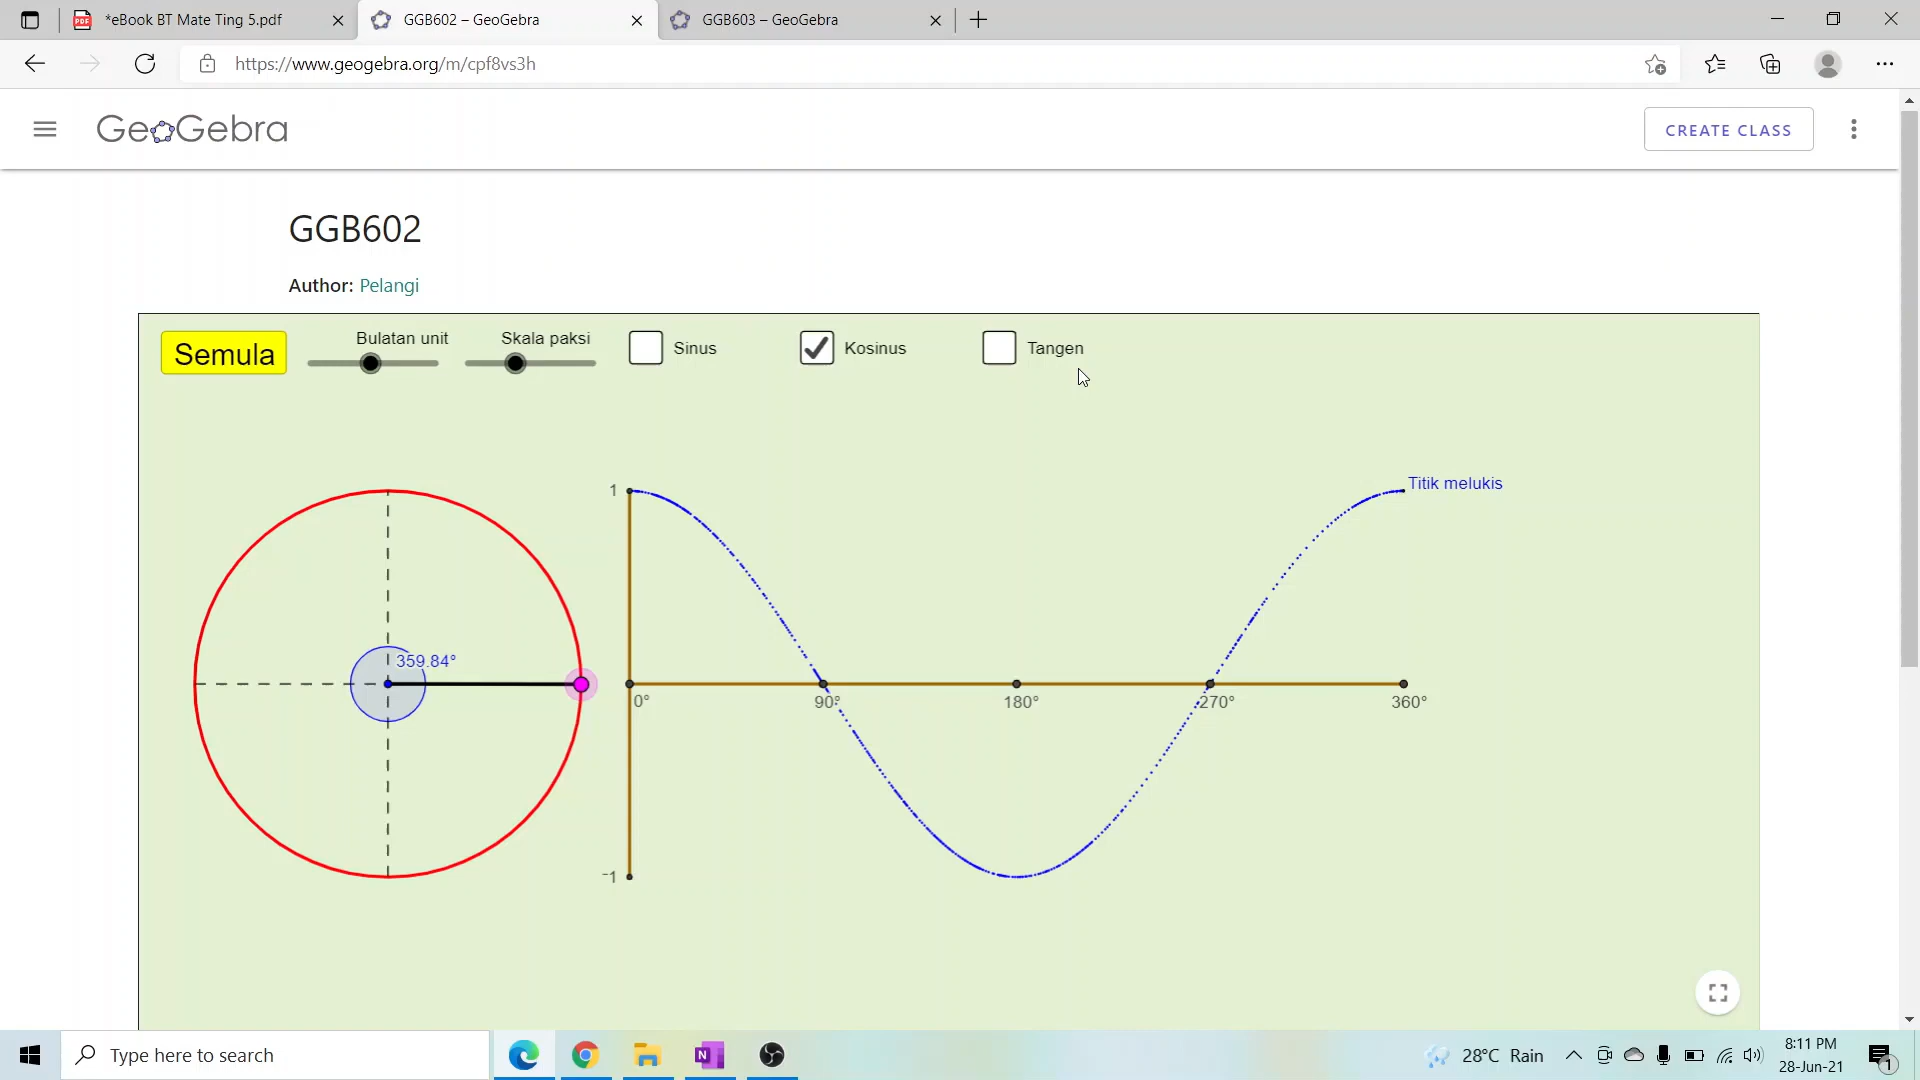 *eBook BT Mate Ting 5.pdf
GGB602 – GeoGebra
GGB603 – GeoGebra
https://www.geogebra.org/m/cpf8vs3h
GeoGebra
CREATE CLASS
GGB602
Author: Pelangi
Semula
Bulatan unit
Skala paksi
Sinus
Kosinus
Tangen
1
Titik melukis
359.84°
0°
90°
180°
270°
360°
-1
Type here to search
28°C Rain
8:11 PM
28-Jun-21
1